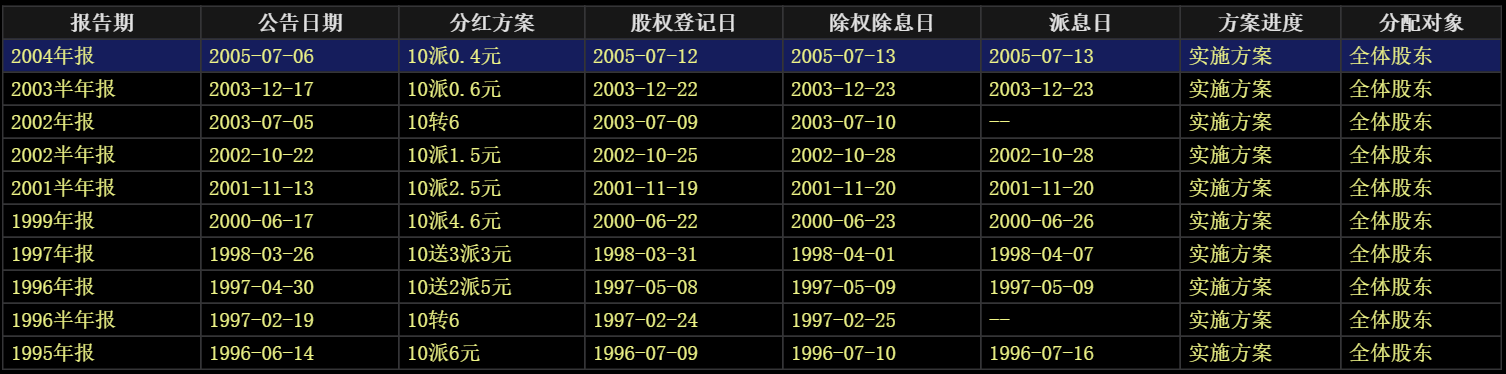 报告期 公告日期 分红方案 股权登记日 除权除息日 派息日 方案进度 分配对象
2004年报 2005-07-06 10派0.4元 2005-07-12 2005-07-13 2005-07-13 实施方案 全体股东
2003半年报 2003-12-17 10派0.6元 2003-12-22 2003-12-23 2003-12-23 实施方案 全体股东
2002年报 2003-07-05 10转6 2003-07-09 2003-07-10 -- 实施方案 全体股东
2002半年报 2002-10-22 10派1.5元 2002-10-25 2002-10-28 2002-10-28 实施方案 全体股东
2001半年报 2001-11-13 10派2.5元 2001-11-19 2001-11-20 2001-11-20 实施方案 全体股东
1999年报 2000-06-17 10派4.6元 2000-06-22 2000-06-23 2000-06-26 实施方案 全体股东
1997年报 1998-03-26 10送3派3元 1998-03-31 1998-04-01 1998-04-07 实施方案 全体股东
1996年报 1997-04-30 10送2派5元 1997-05-08 1997-05-09 1997-05-09 实施方案 全体股东
1996半年报 1997-02-19 10转6 1997-02-24 1997-02-25 -- 实施方案 全体股东
1995年报 1996-06-14 10派6元 1996-07-09 1996-07-10 1996-07-16 实施方案 全体股东